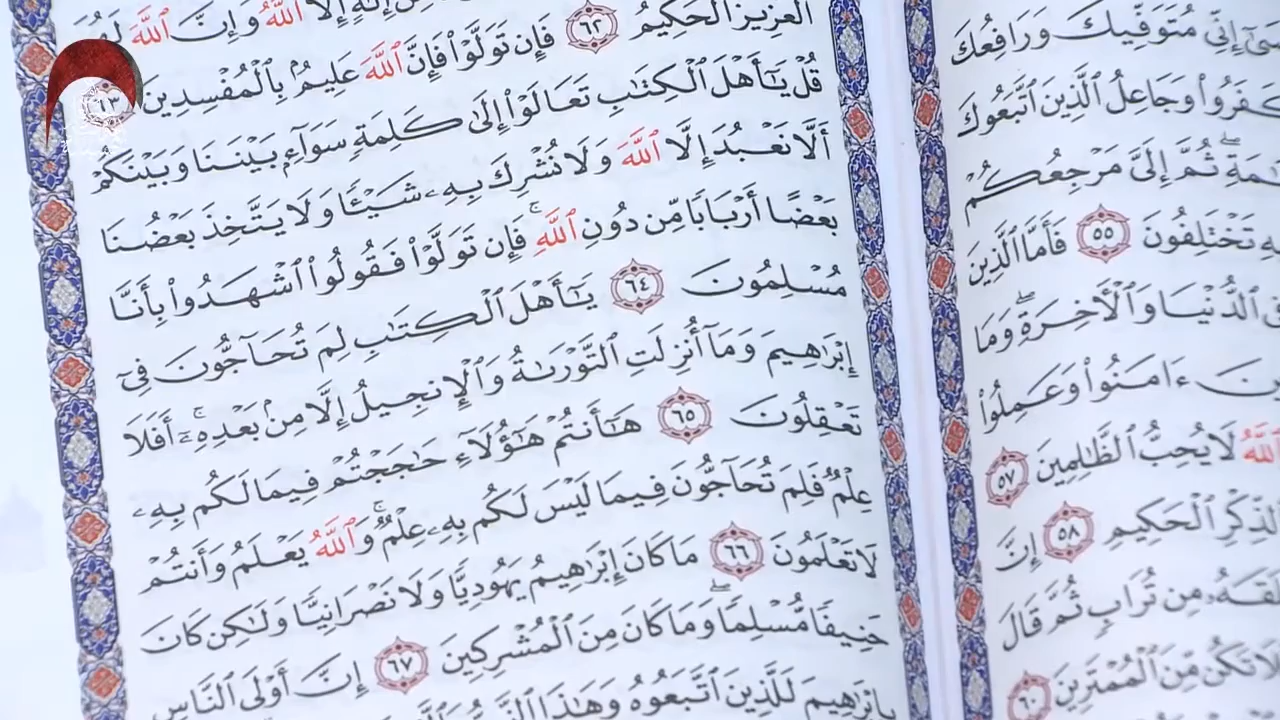 سَىٰٓ إِنِّي مُتَوَفِّيكَ وَرَافِعُكَ
كَفَرُوا۟ وَجَاعِلُ ٱلَّذِينَ ٱتَّبَعُوكَ
ثُمَّ إِلَيَّ مَرْجِعُكُمْ
تَخْتَلِفُونَ ٥٥ فَأَمَّا ٱلَّذِينَ
ٱلدُّنْيَا وَٱلْأٓخِرَةِۖ وَمَا
ءَامَنُوا۟ وَعَمِلُوا۟
ٱللَّهُ لَا يُحِبُّ ٱلظَّٰلِمِينَ ٥٧
ٱلذِّكْرِ ٱلْحَكِيمِ ٥٨ إِنَّ
مِن تُرَابٍ ثُمَّ قَالَ
فَلَا تَكُن مِّنَ ٱلْمُمْتَرِينَ ٦٠
إِلَٰهٍ إِلَّا ٱللَّهُ وَإِنَّ ٱللَّهَ لَهُوَ
ٱلْعَزِيزُ ٱلْحَكِيمُ ٦٢ فَإِن تَوَلَّوْا۟ فَإِنَّ ٱللَّهَ عَلِيمٌۢ بِٱلْمُفْسِدِينَ ٦٣
قُلْ يَٰٓأَهْلَ ٱلْكِتَٰبِ تَعَالَوْا۟ إِلَىٰ كَلِمَةٍ سَوَآءٍۭ بَيْنَنَا وَبَيْنَكُمْ
أَلَّا نَعْبُدَ إِلَّا ٱللَّهَ وَلَا نُشْرِكَ بِهِۦ شَيْـًٔا وَلَا يَتَّخِذَ بَعْضُنَا
بَعْضًا أَرْبَابًا مِّن دُونِ ٱللَّهِۚ فَإِن تَوَلَّوْا۟ فَقُولُوا۟ ٱشْهَدُوا۟ بِأَنَّا
مُسْلِمُونَ ٦٤ يَٰٓأَهْلَ ٱلْكِتَٰبِ لِمَ تُحَآجُّونَ فِىٓ
إِبْرَٰهِيمَ وَمَآ أُنزِلَتِ ٱلتَّوْرَىٰةُ وَٱلْإِنجِيلُ إِلَّا مِنۢ بَعْدِهِۦٓۚ أَفَلَا
تَعْقِلُونَ ٦٥ هَٰٓأَنتُمْ هَٰٓؤُلَآءِ حَٰجَجْتُمْ فِيمَا لَكُم بِهِۦ
عِلْمٌ فَلِمَ تُحَآجُّونَ فِيمَا لَيْسَ لَكُم بِهِۦ عِلْمٌۚ وَٱللَّهُ يَعْلَمُ وَأَنتُمْ
لَا تَعْلَمُونَ ٦٦ مَا كَانَ إِبْرَٰهِيمُ يَهُودِيًّا وَلَا نَصْرَانِيًّا وَلَٰكِن كَانَ
حَنِيفًا مُّسْلِمًاۖ وَمَا كَانَ مِنَ ٱلْمُشْرِكِينَ ٦٧ إِنَّ أَوْلَى ٱلنَّاسِ
بِإِبْرَٰهِيمَ لَلَّذِينَ ٱتَّبَعُوهُ وَهَٰذَا